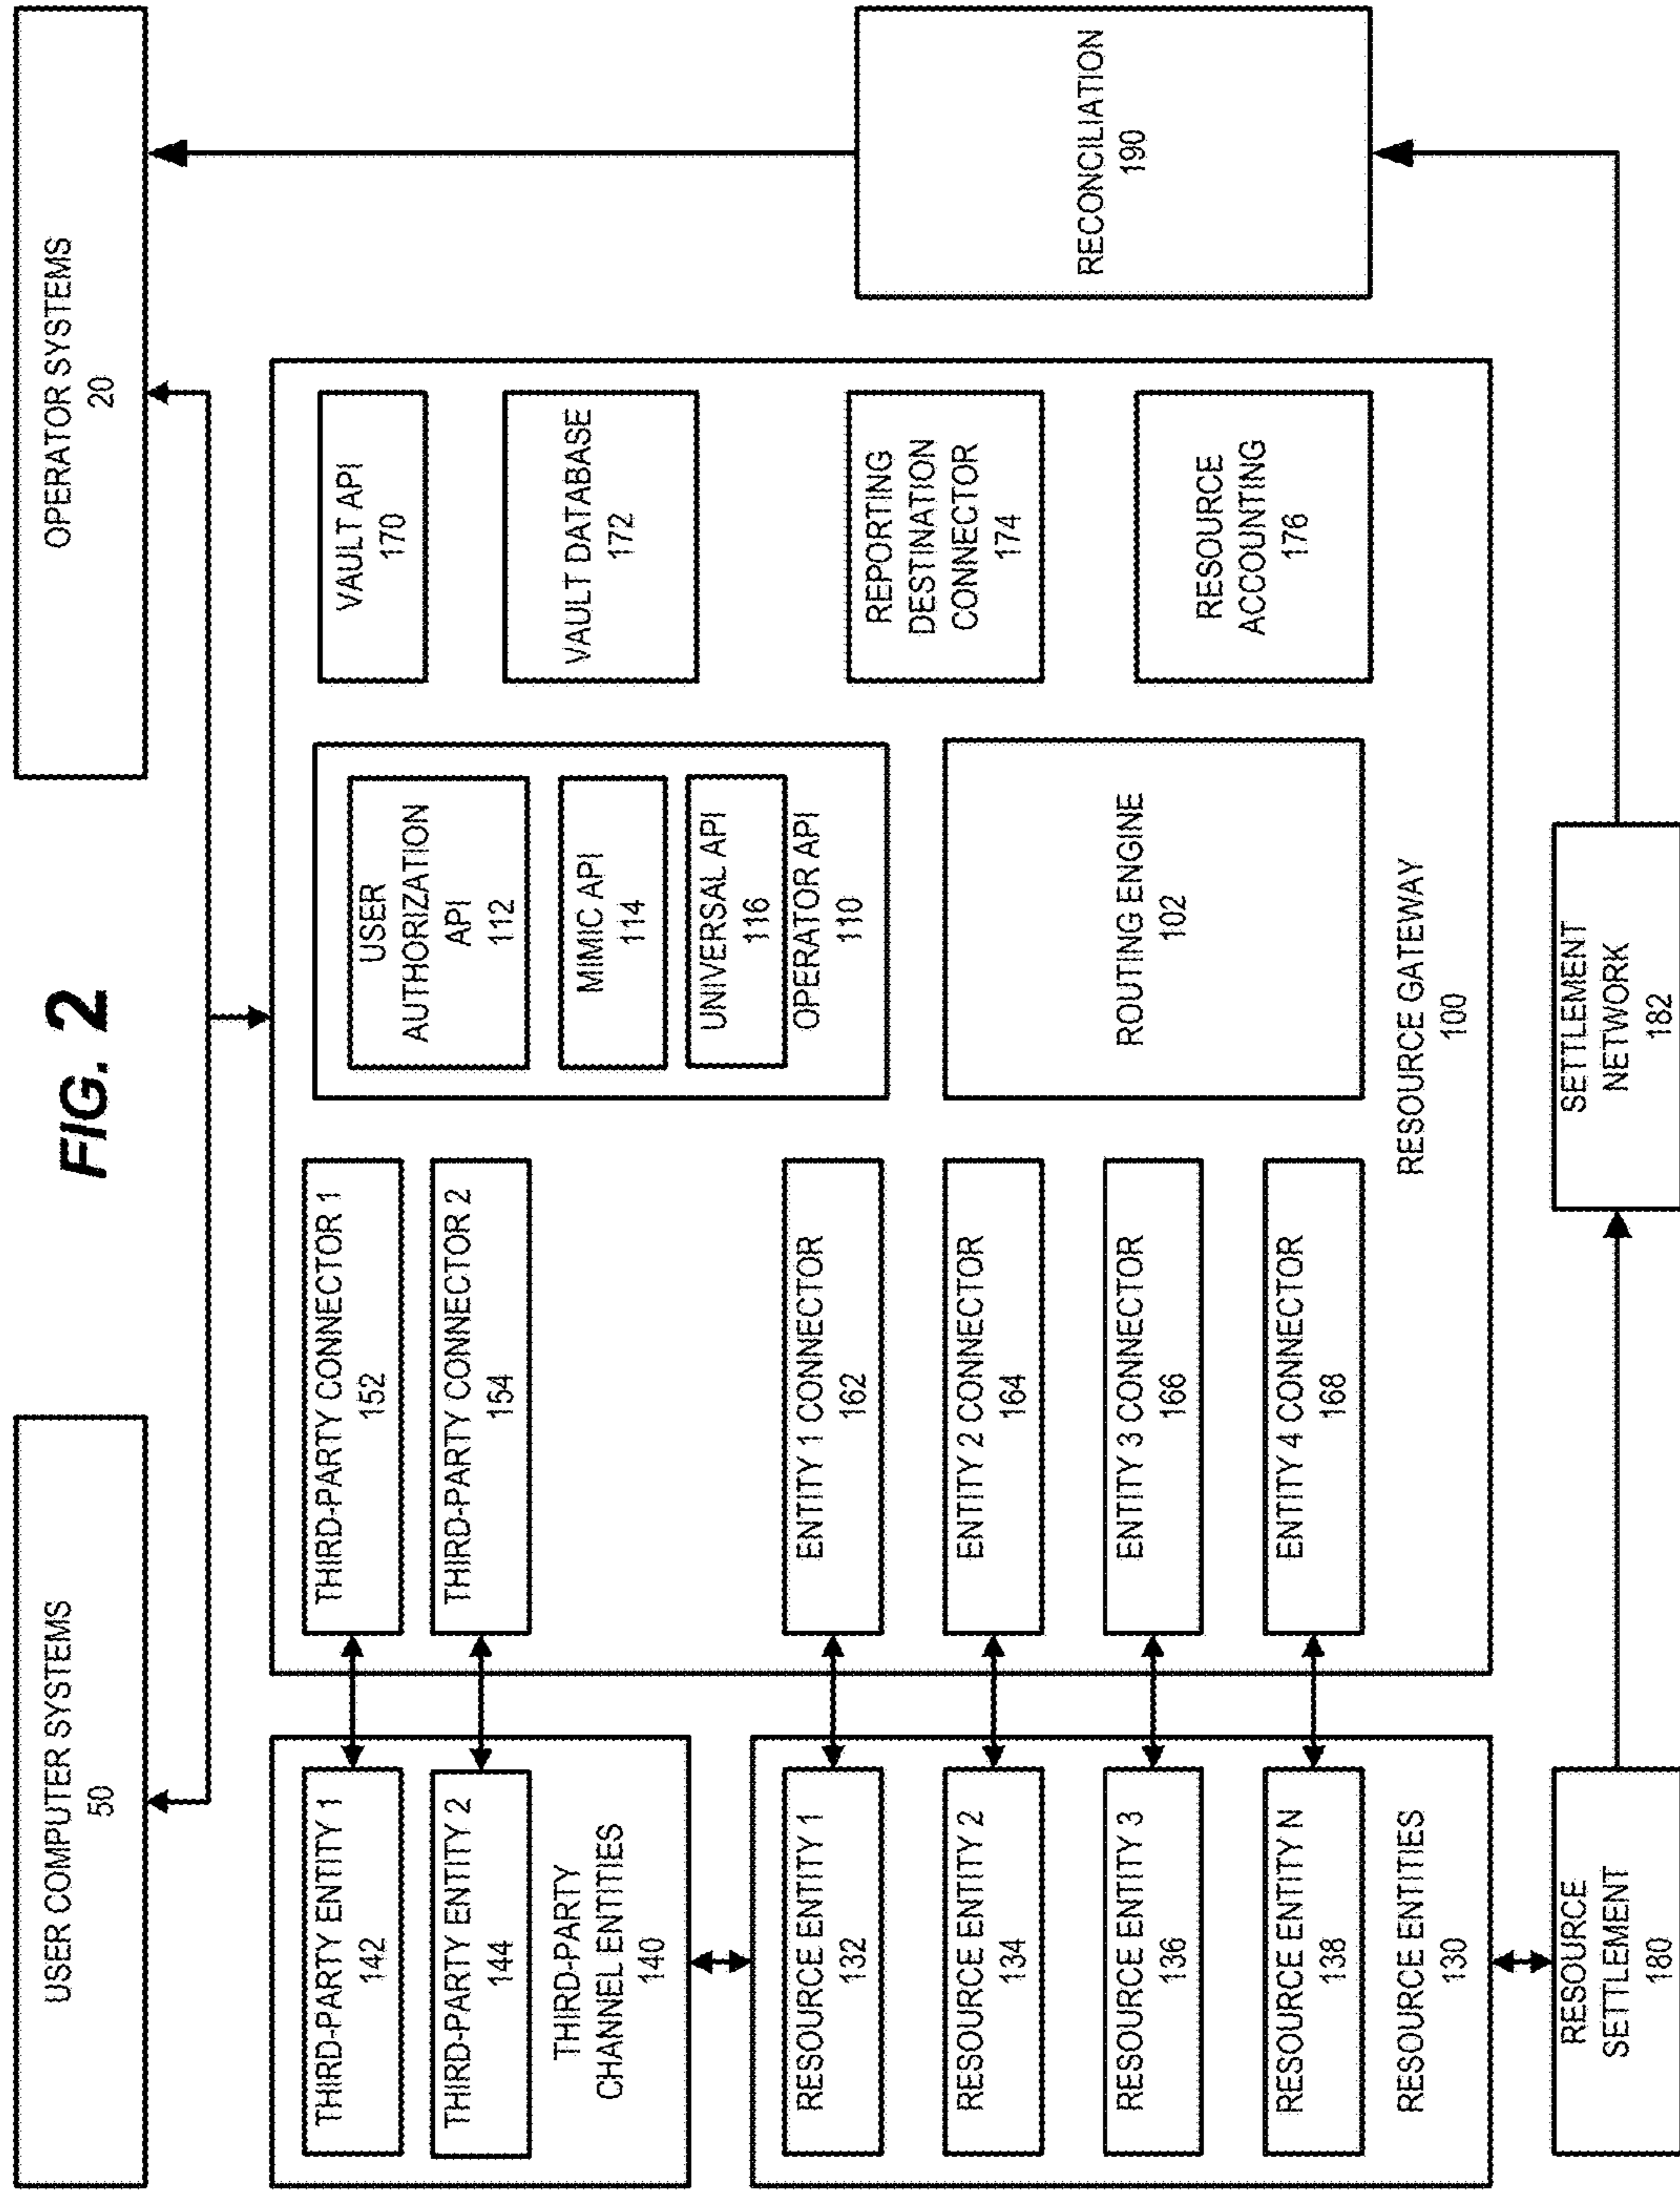 FIG. 2
USER COMPUTER SYSTEMS
50
OPERATOR SYSTEMS
20
THIRD-PARTY ENTITY 1
142
THIRD-PARTY ENTITY 2
144
THIRD-PARTY
CHANNEL ENTITIES
140
RESOURCE ENTITY 1
132
RESOURCE ENTITY 2
134
RESOURCE ENTITY 3
136
RESOURCE ENTITY N
138
RESOURCE ENTITIES
130
THIRD-PARTY CONNECTOR 1
152
THIRD-PARTY CONNECTOR 2
154
ENTITY 1 CONNECTOR
162
ENTITY 2 CONNECTOR
164
ENTITY 3 CONNECTOR
166
ENTITY 4 CONNECTOR
168
USER
AUTHORIZATION
API
112
MIMIC API
114
UNIVERSAL API
116
OPERATOR API
110
ROUTING ENGINE
102
RESOURCE GATEWAY
100
VAULT API
170
VAULT DATABASE
172
REPORTING
DESTINATION
CONNECTOR
174
RESOURCE
ACCOUNTING
176
RECONCILIATION
190
RESOURCE
SETTLEMENT
180
SETTLEMENT
NETWORK
182